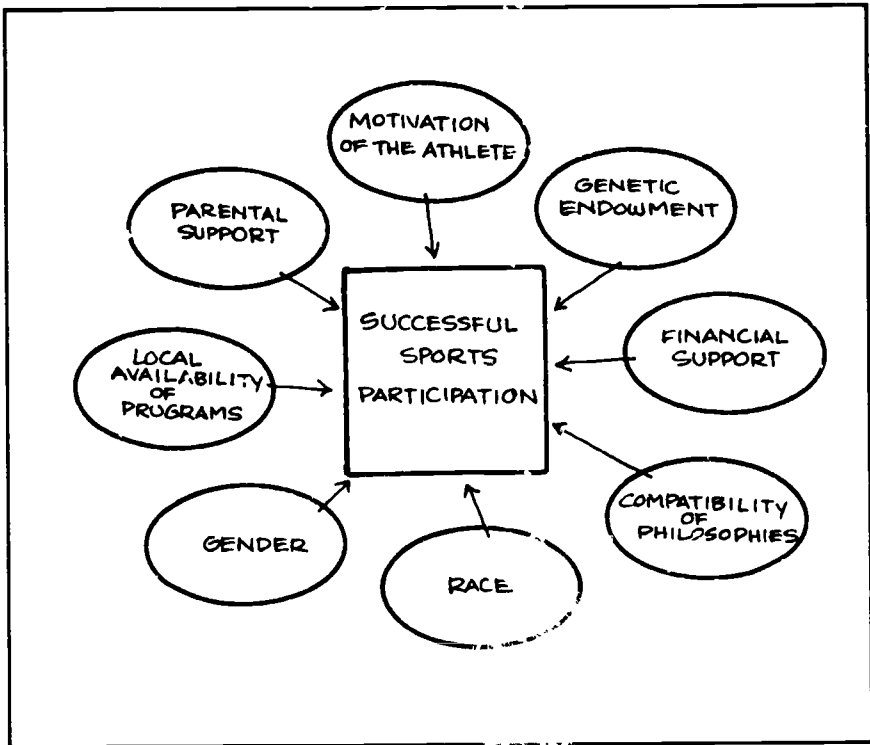 MOTIVATION
OF THE ATHLETE
GENETIC
ENDOWMENT
PARENTAL
SUPPORT
SUCCESSFUL
SPORTS
PARTICIPATION
FINANCIAL
SUPPORT
LOCAL
AVAILABILITY
OF
PRUGRAMS
COMPATIBILITY
OF
PHILOSOPHIES
GENDER
RACE